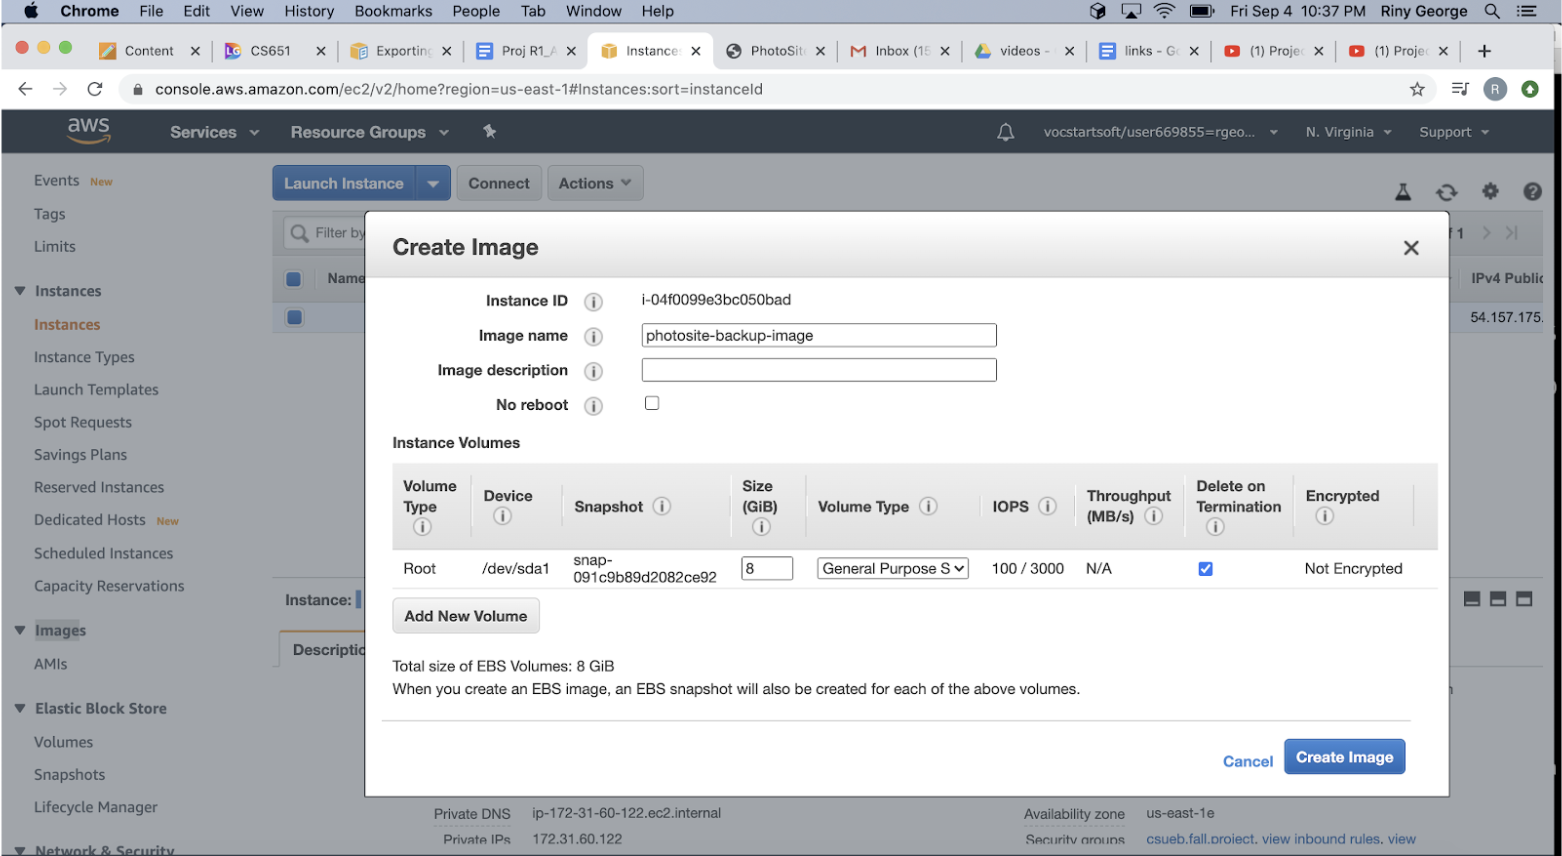 Chrome File Edit View History Bookmarks People Tab Window Help Fri Sep 4 10:37 PM Riny George
Content CS651 Exporting Proj R1_A Instances PhotoSite Inbox (15 videos - links - Go (1) Project (1) Project
console.aws.amazon.com/ec2/v2/home?region=us-east-1#Instances:sort=instanceId R
aws Services Resource Groups vocstartsoft/user669855=rgeo... N. Virginia Support
Events New
Tags
Limits
Instances
Instances
Instance Types
Launch Templates
Spot Requests
Savings Plans
Reserved Instances
Dedicated Hosts New
Scheduled Instances
Capacity Reservations
Images
AMIs
Elastic Block Store
Volumes
Snapshots
Lifecycle Manager
Network & Security
Launch Instance Connect Actions
Filter by
Name
IPv4 Public
54.157.175.
Create Image
Instance ID i-04f0099e3bc050bad
Image name photosite-backup-image
Image description
No reboot
Instance Volumes
Volume Type Device Snapshot Size (GiB) Volume Type IOPS Throughput (MB/s) Delete on Termination Encrypted
Root /dev/sda1 snap-091c9b89d2082ce92 8 General Purpose S 100 / 3000 N/A Not Encrypted
Add New Volume
Total size of EBS Volumes: 8 GiB
When you create an EBS image, an EBS snapshot will also be created for each of the above volumes.
Cancel Create Image
Instance:
Descriptio
Private DNS ip-172-31-60-122.ec2.internal Availability zone us-east-1e
Private IPs 172.31.60.122 Security groups csueb.fall.project. view inbound rules. view